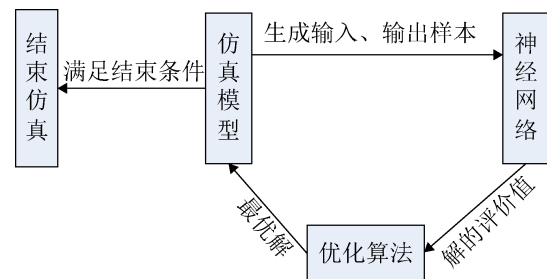 结束仿真
满足结束条件
仿真模型
生成输入、输出样本
神经网络
最优解
优化算法
解的评价值